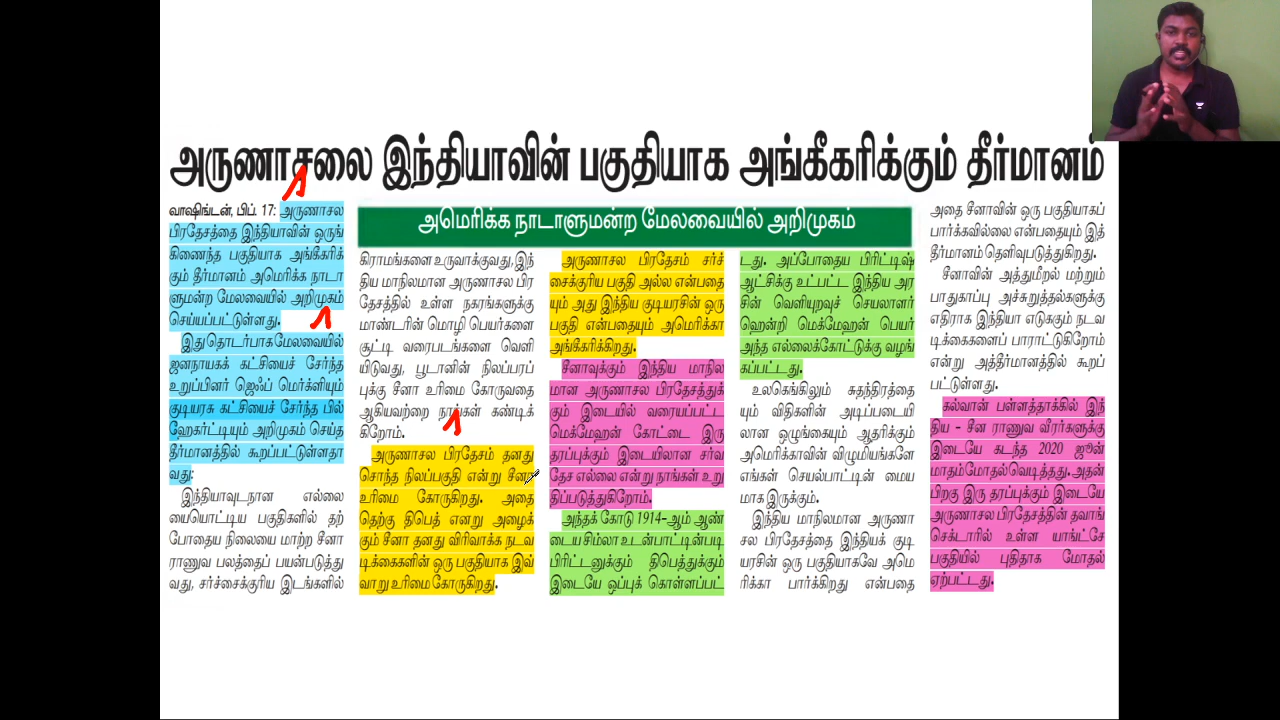 அருணாசலை இந்தியாவின் பகுதியாக அங்கீகரிக்கும் தீர்மானம்
அமெரிக்க நாடாளுமன்ற மேலவையில் அறிமுகம்
வாஷிங்டன், பிப். 17: அருணாசல
பிரதேசத்தை இந்தியாவின் ஒருங்
கிணைந்த பகுதியாக அங்கீகரிக்
கும் தீர்மானம் அமெரிக்க நாடா
ளுமன்ற மேலவையில் அறிமுகம்
செய்யப்பட்டுள்ளது.
இதுதொடர்பாக மேலவையில்
ஜனநாயகக் கட்சியைச் சேர்ந்த
உறுப்பினர் ஜெஃப் மெர்க்லியும்
குடியரசு கட்சியைச் சேர்ந்த பில்
ஹேகர்ட்டியும் அறிமுகம் செய்த
தீர்மானத்தில் கூறப்பட்டுள்ளதா
வது:
இந்தியாவுடனான எல்லை
யையொட்டிய பகுதிகளில் தற்
போதைய நிலையை மாற்ற சீனா
ராணுவ பலத்தைப் பயன்படுத்து
வது, சர்ச்சைக்குரிய இடங்களில்
கிராமங்களை உருவாக்குவது, இந்
திய மாநிலமான அருணாசல பிர
தேசத்தில் உள்ள நகரங்களுக்கு
மாண்டரின் மொழி பெயர்களை
சூட்டி வரைபடங்களை வெளி
யிடுவது, பூடானின் நிலப்பரப்
புக்கு சீனா உரிமை கோருவதை
ஆகியவற்றை நாங்கள் கண்டிக்
கிறோம்.
அருணாசல பிரதேசம் தனது
சொந்த நிலப்பகுதி என்று சீனா
உரிமை கோருகிறது. அதை
தெற்கு திபெத் எனறு அழைக்
கும் சீனா தனது விரிவாக்க நடவ
டிக்கைகளின் ஒரு பகுதியாக இவ்
வாறு உரிமை கோருகிறது.
அருணாசல பிரதேசம் சர்ச்
சைக்குரிய பகுதி அல்ல என்பதை
யும் அது இந்திய குடியரசின் ஒரு
பகுதி என்பதையும் அமெரிக்கா
அங்கீகரிக்கிறது.
சீனாவுக்கும் இந்திய மாநில
மான அருணாசல பிரதேசத்துக்
கும் இடையில் வரையப்பட்ட
மெக்மேஹன் கோட்டை இரு
தரப்புக்கும் இடையிலான சர்வ
தேச எல்லை என்று நாங்கள் உறு
திப்படுத்துகிறோம்.
அந்தக் கோடு 1914-ஆம் ஆண்
டைய சிம்லா உடன்பாட்டின்படி
பிரிட்டனுக்கும் திபெத்துக்கும்
இடையே ஒப்புக் கொள்ளப்பட்
டது. அப்போதைய பிரிட்டிஷ்
ஆட்சிக்கு உட்பட்ட இந்திய அர
சின் வெளியுறவுச் செயலாளர்
ஹென்றி மெக்மேஹன் பெயர்
அந்த எல்லைக்கோட்டுக்கு வழங்
கப்பட்டது.
உலகெங்கிலும் சுதந்திரத்தை
யும் விதிகளின் அடிப்படையி
லான ஒழுங்கையும் ஆதரிக்கும்
அமெரிக்காவின் விழுமியங்களே
எங்கள் செயல்பாட்டின் மைய
மாக இருக்கும்.
இந்திய மாநிலமான அருணா
சல பிரதேசத்தை இந்தியக் குடி
யரசின் ஒரு பகுதியாகவே அமெ
ரிக்கா பார்க்கிறது என்பதை
அதை சீனாவின் ஒரு பகுதியாகப்
பார்க்கவில்லை என்பதையும் இத்
தீர்மானம் தெளிவுபடுத்துகிறது.
சீனாவின் அத்துமீறல் மற்றும்
பாதுகாப்பு அச்சுறுத்தல்களுக்கு
எதிராக இந்தியா எடுக்கும் நடவ
டிக்கைகளைப் பாராட்டுகிறோம்
என்று அத்தீர்மானத்தில் கூறப்
பட்டுள்ளது.
கல்வான் பள்ளத்தாக்கில் இந்
திய - சீன ராணுவ வீரர்களுக்கு
இடையே கடந்த 2020 ஜூன்
மாதம் மோதல் வெடித்தது. அதன்
பிறகு இரு தரப்புக்கும் இடையே
அருணாசல பிரதேசத்தின் தவாங்
செக்டாரில் உள்ள யாங்ட்சே
பகுதியில் புதிதாக மோதல்
ஏற்பட்டது.